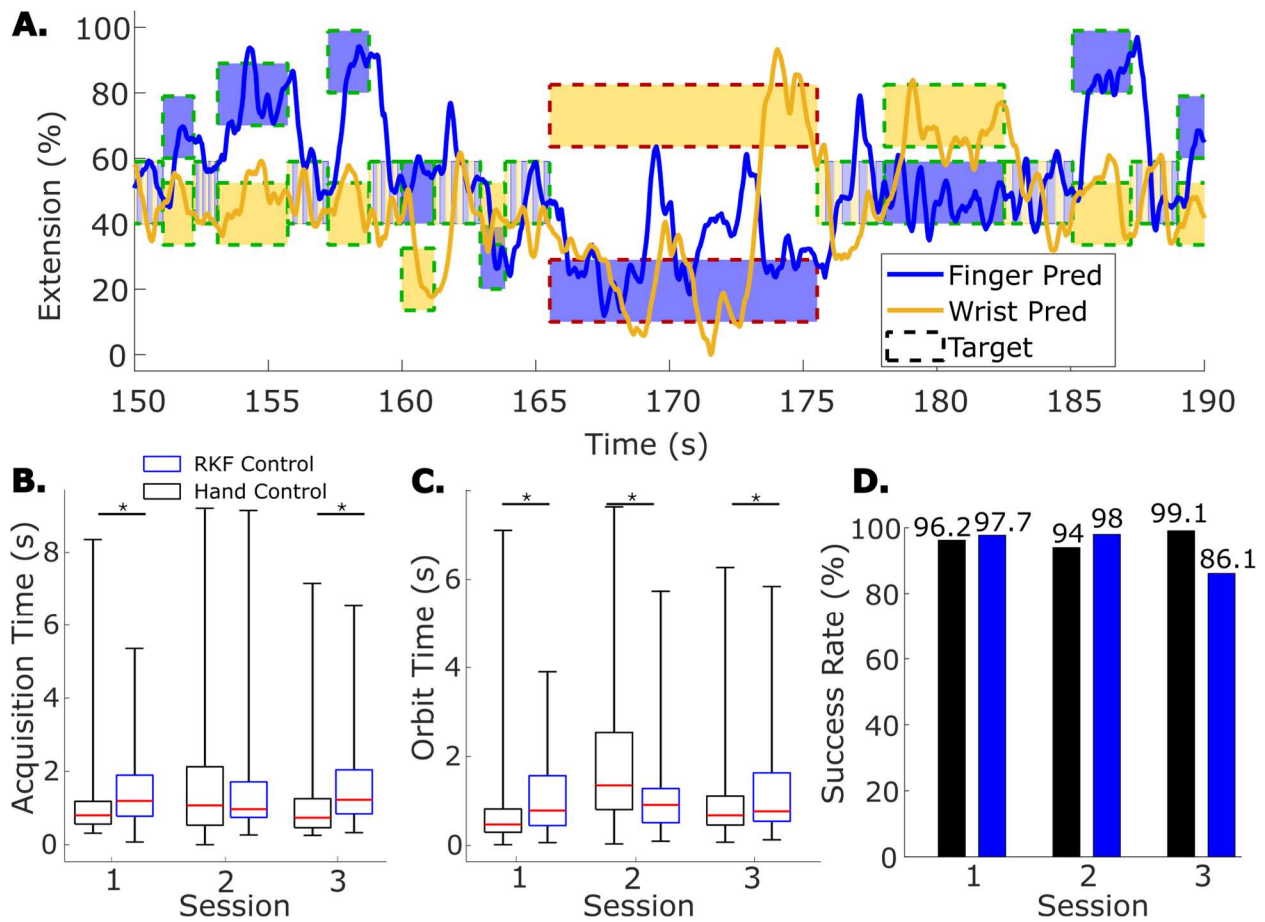 A.
Extension (%)
100
80
60
40
20
0
Finger Pred
Wrist Pred
Target
150 155 160 165 170 175 180 185 190
Time (s)
B.
RKF Control
Hand Control
Acquisition Time (s)
8
6
4
2
0
*
*
1 2 3
Session
C.
Orbit Time (s)
6
4
2
0
*
*
*
1 2 3
Session
D.
Success Rate (%)
100
80
60
40
20
0
96.2 97.7 94 98 99.1 86.1
1 2 3
Session